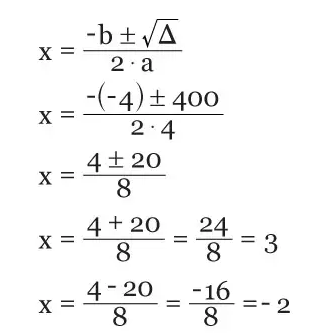 x = -b ± √Δ / 2 · a
x = -(-4) ± 400 / 2 · 4
x = 4 ± 20 / 8
x = 4 + 20 / 8 = 24 / 8 = 3
x = 4 - 20 / 8 = -16 / 8 = - 2